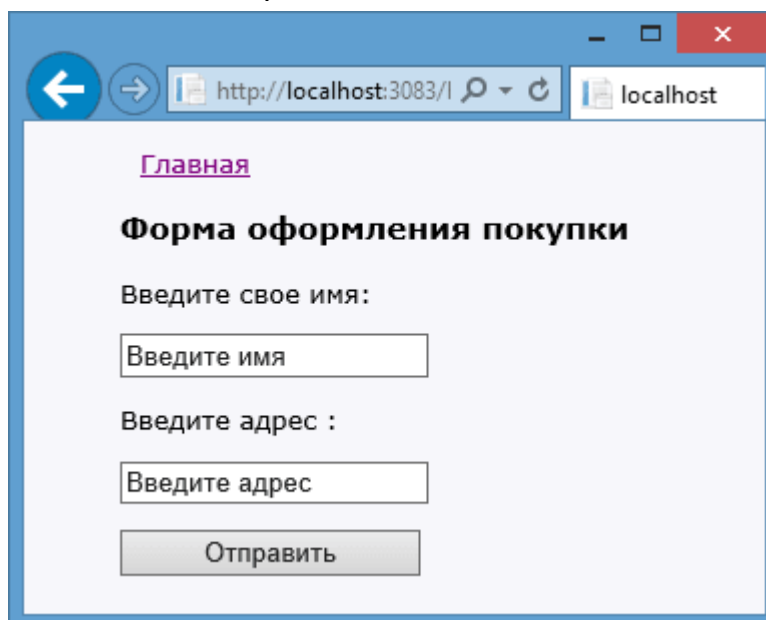 http://localhost:3083/
localhost
Главная
Форма оформления покупки
Введите свое имя:
Введите имя
Введите адрес :
Введите адрес
Отправить